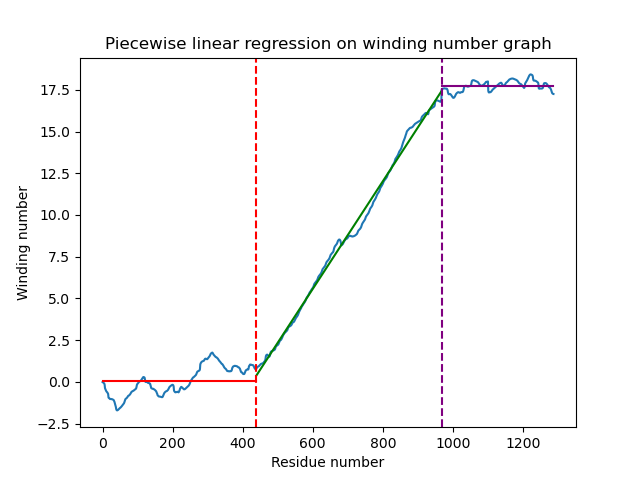 Piecewise linear regression on winding number graph
17.5
15.0
12.5
10.0
7.5
5.0
2.5
0.0
−2.5
Winding number
0 200 400 600 800 1000 1200
Residue number